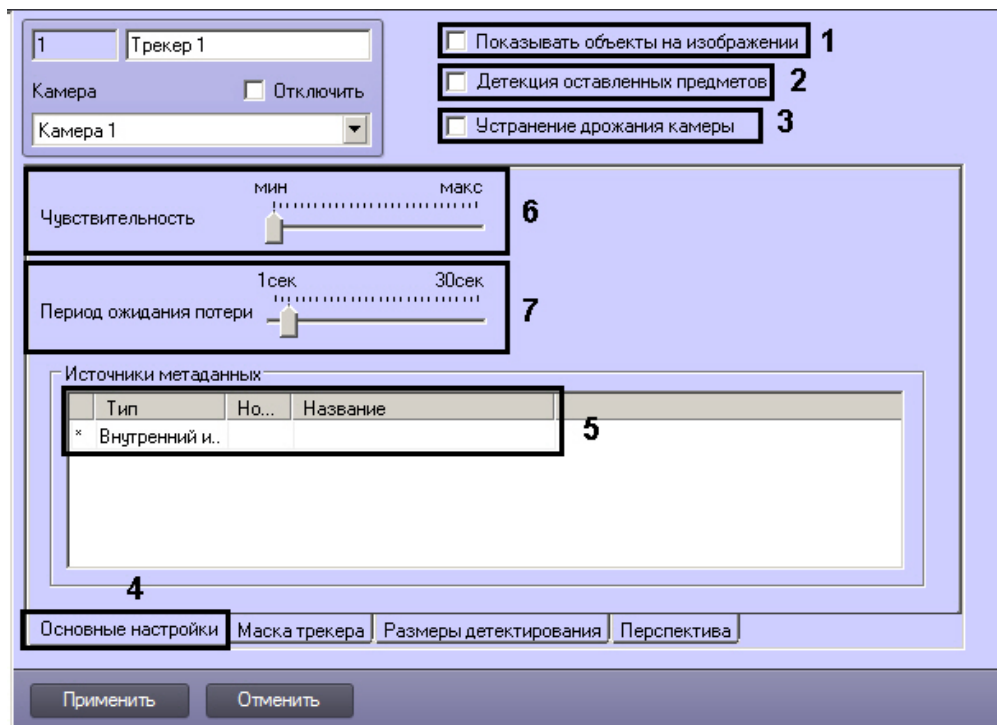 1 Трекер 1
Камера Отключить
Камера 1
Показывать объекты на изображении 1
Детекция оставленных предметов 2
Устранение дрожания камеры 3
мин макс
Чувствительность 6
1сек 30сек
Период ожидания потери 7
Источники метаданных
Тип Но... Название
* Внутренний и.. 5
4
Основные настройки Маска трекера Размеры детектирования Перспектива
Применить Отменить